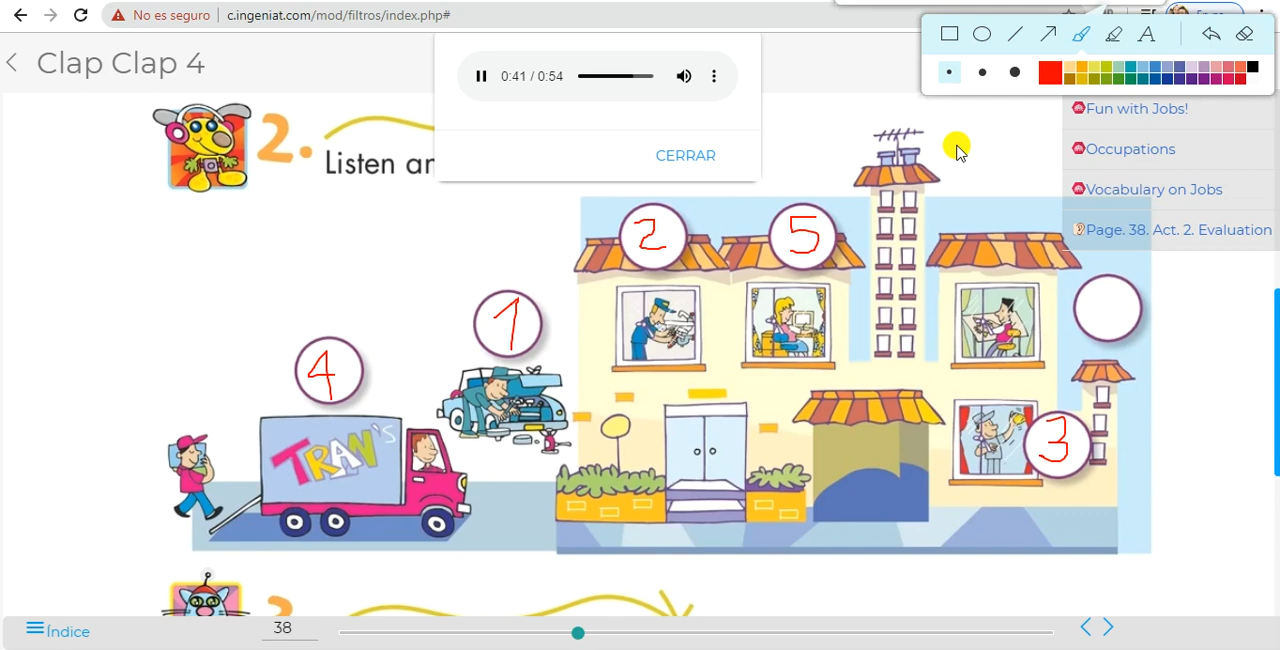 No es seguro
c.ingeniat.com/mod/filtros/index.php#
Clap Clap 4
0:41 / 0:54
CERRAR
2.
Listen
Fun with Jobs!
Occupations
Vocabulary on Jobs
Page. 38. Act. 2. Evaluation
2
5
1
4
3
TRAN'S
Índice
38